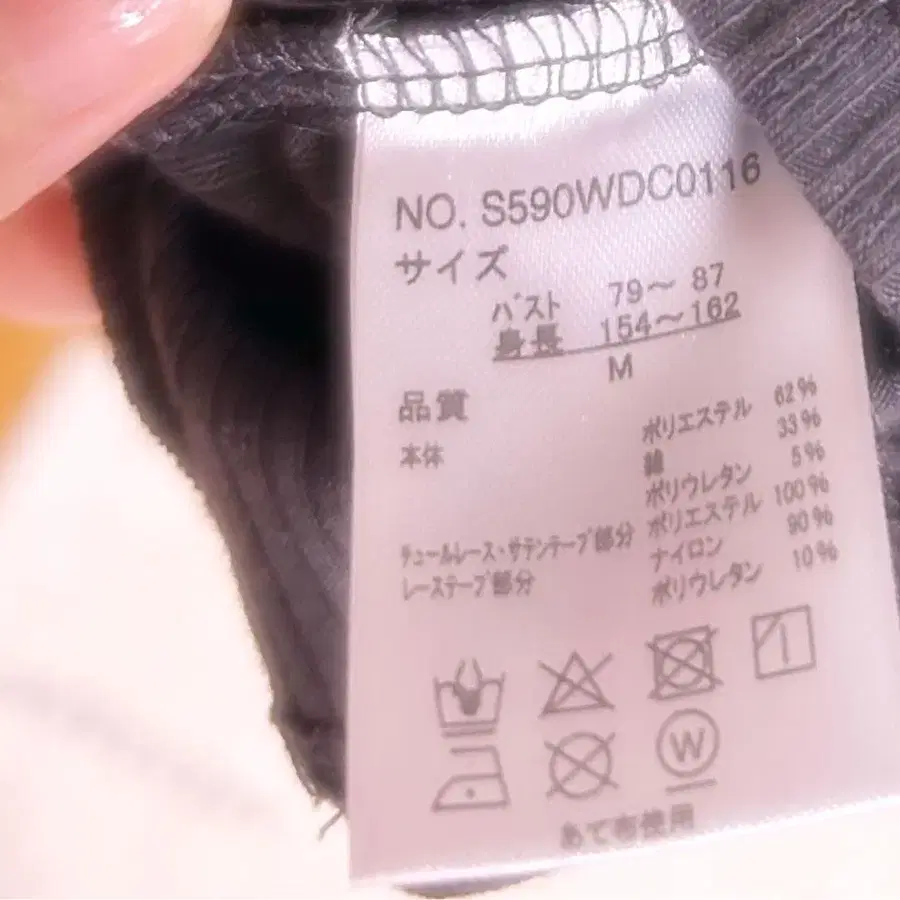 NO. S590WDC0116
サイズ
バスト 79～ 87
身長 154～162
M
品質
本体 ポリエステル 62%
綿 33%
ポリウレタン 5%
チュールレース・サテンテープ部分 ポリエステル 100%
レーステープ部分 ナイロン 90%
ポリウレタン 10%
W
あて布使用